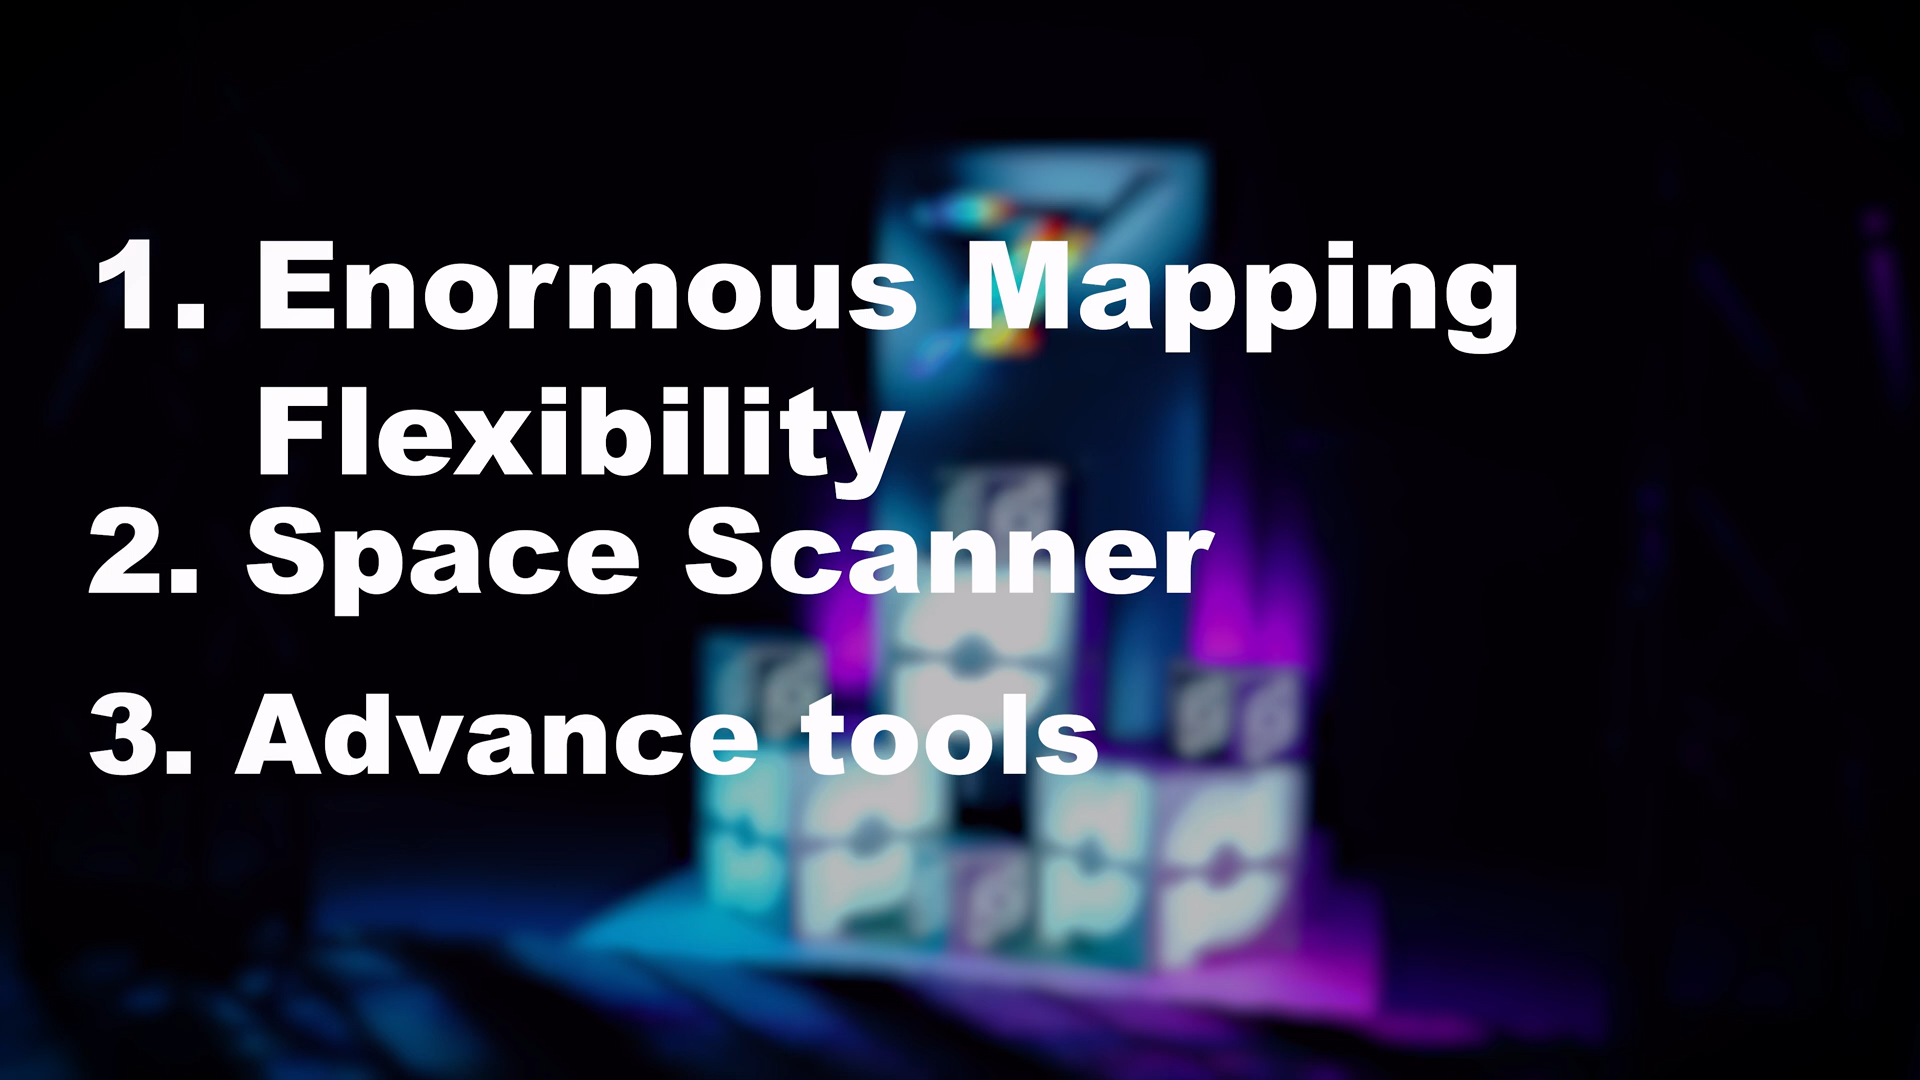 1. Enormous Mapping
Flexibility
2. Space Scanner
3. Advance tools